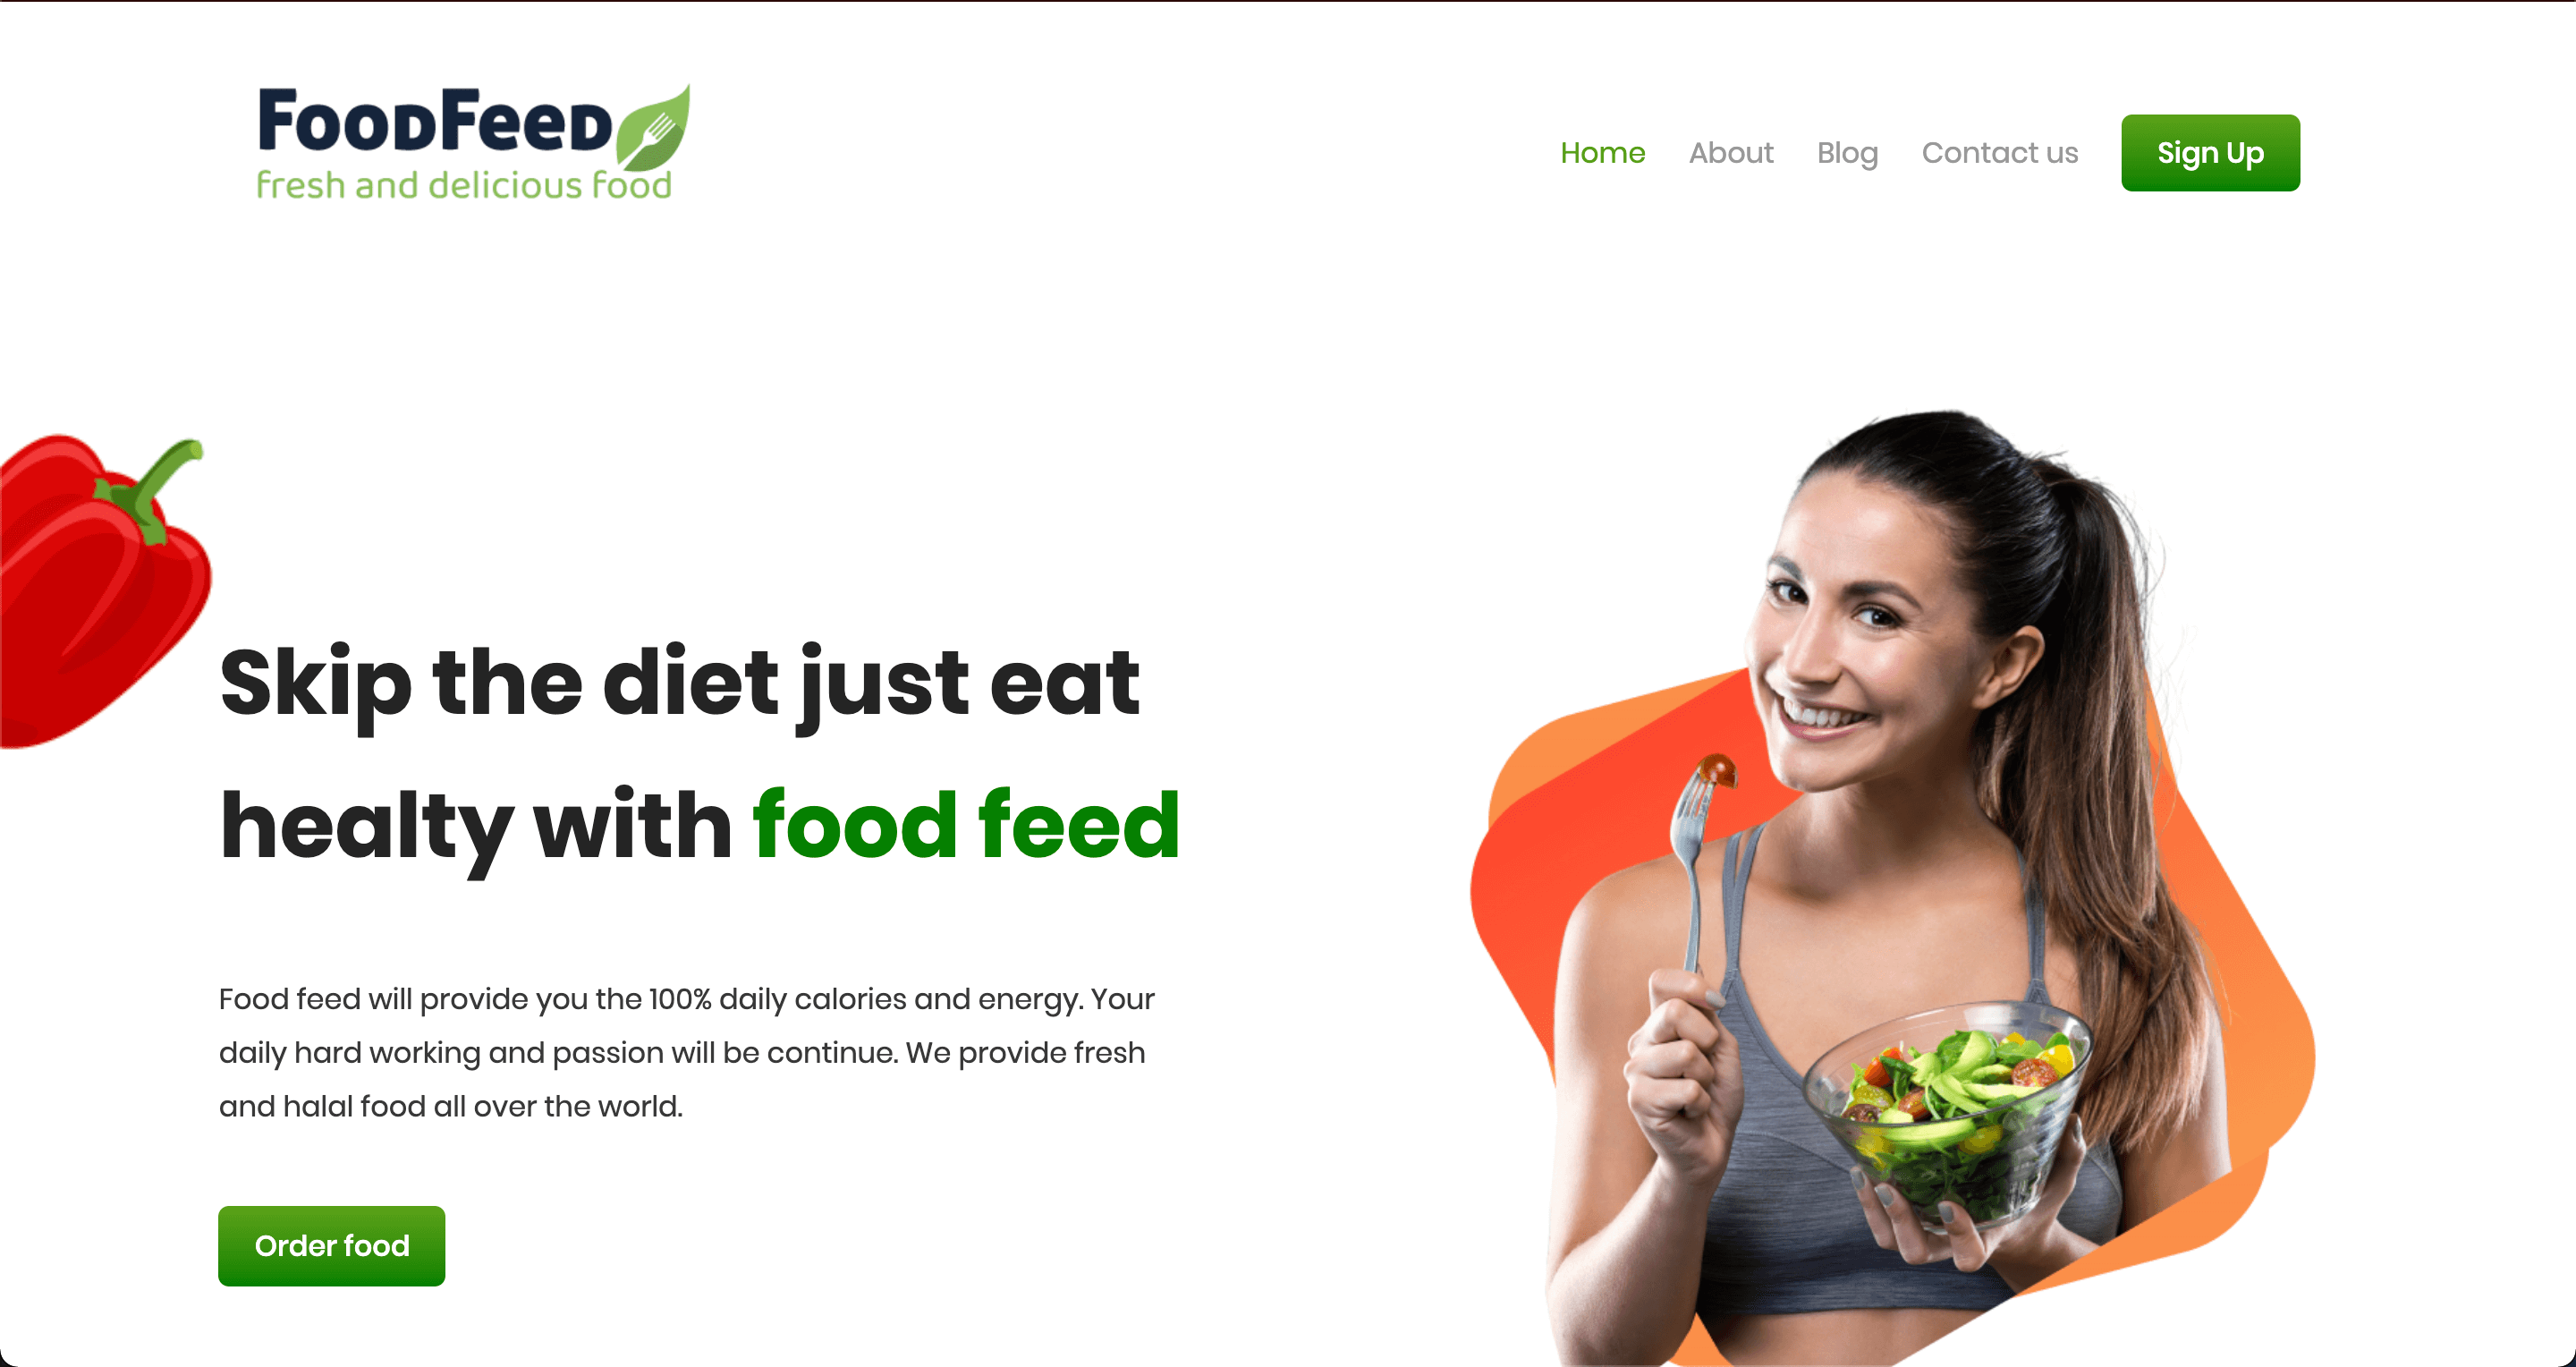 FOODFEED
fresh and delicious food
Home About Blog Contact us Sign Up
Skip the diet just eat
healty with food feed
Food feed will provide you the 100% daily calories and energy. Your
daily hard working and passion will be continue. We provide fresh
and halal food all over the world.
Order food